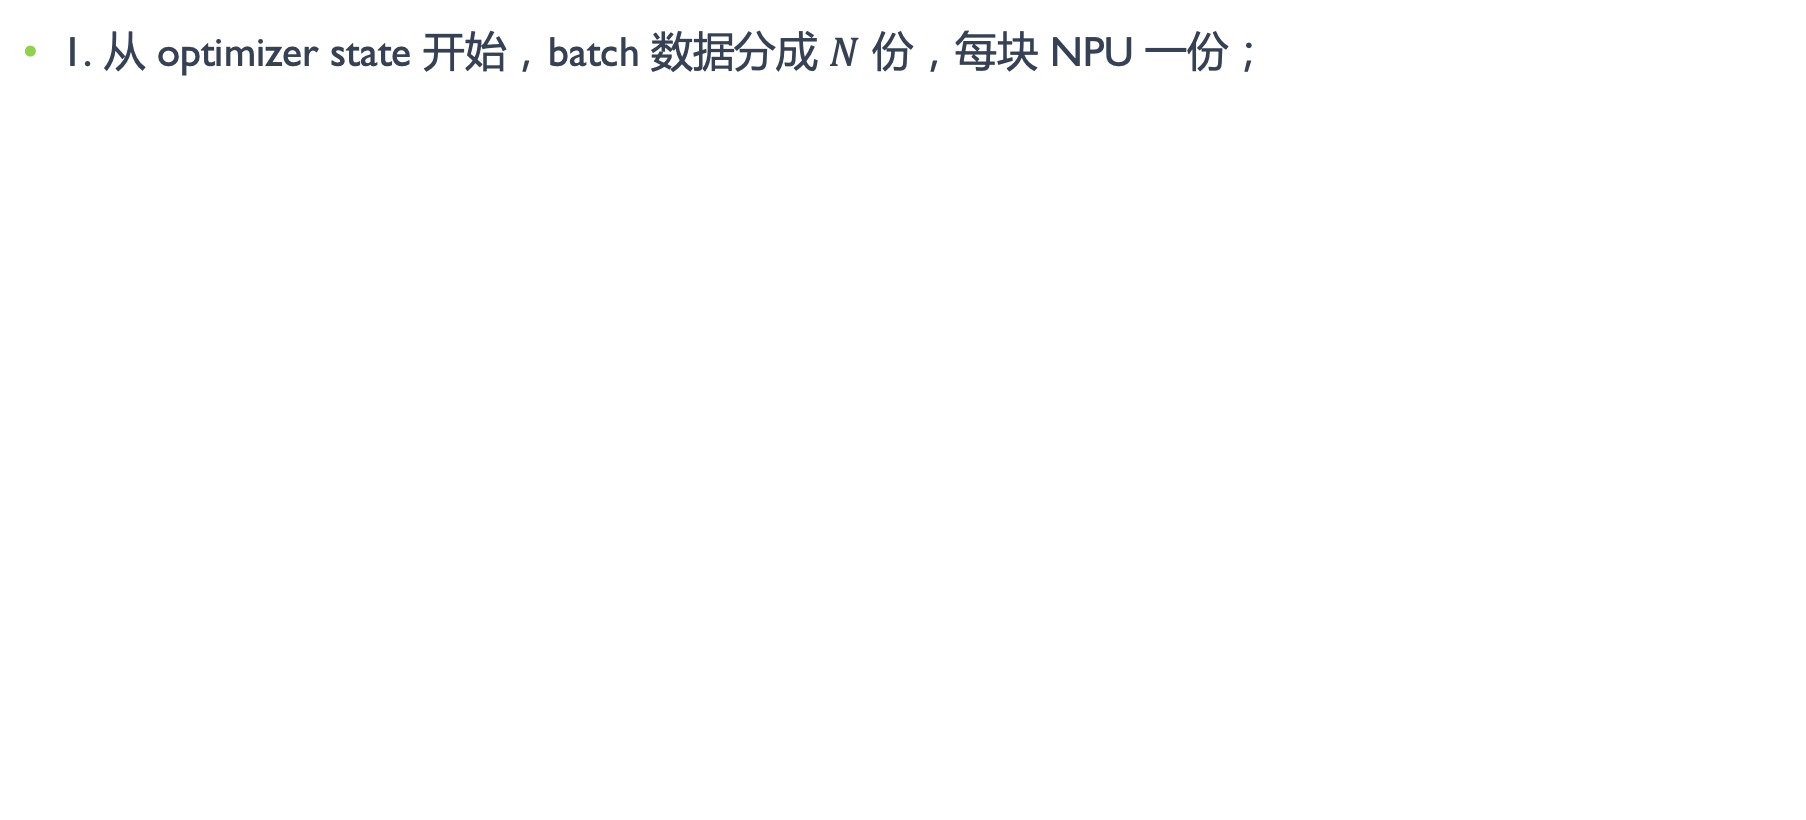 • 1. 从 optimizer state 开始，batch 数据分成 N 份，每块 NPU 一份；